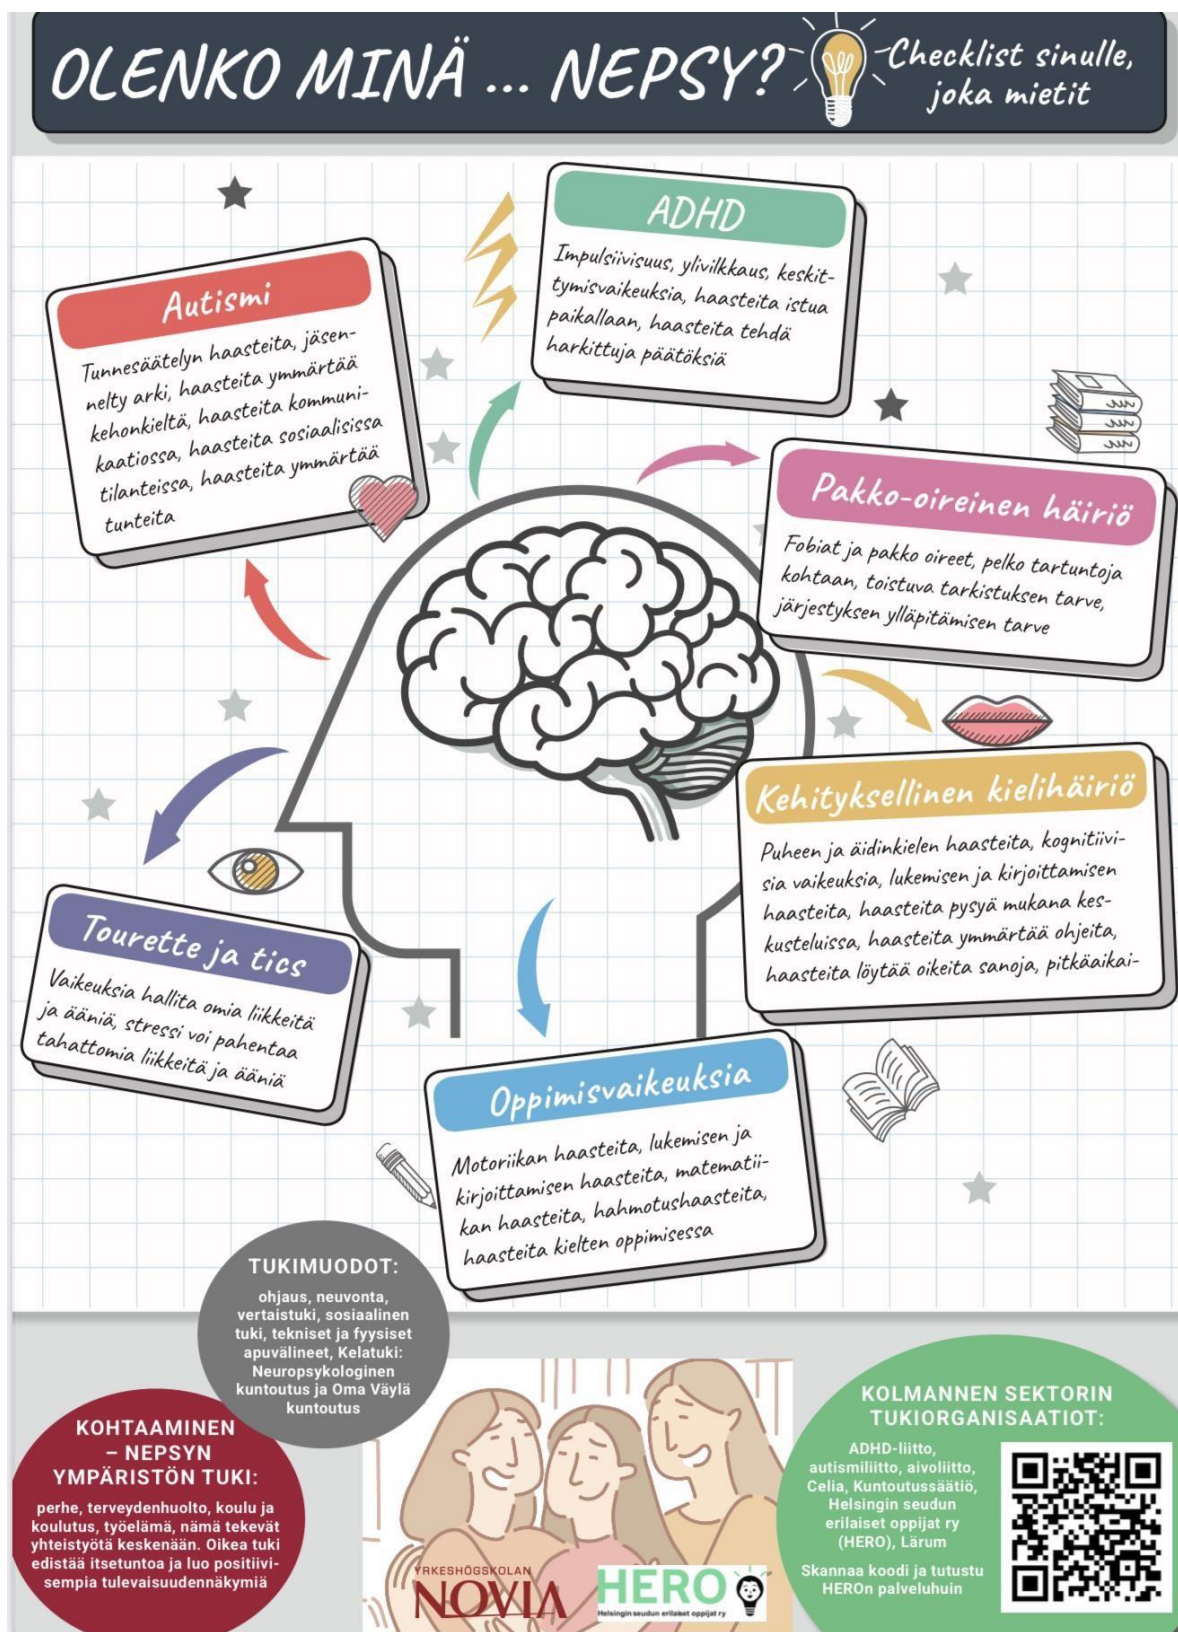 OLENKO MINÄ ... NEPSY?
Checklist sinulle,
joka mietit
ADHD
Impulsiivisuus, ylivilkkaus, keskit-
tymisvaikeuksia, haasteita istua
paikallaan, haasteita tehdä
harkittuja päätöksiä
Autismi
Tunnesäätelyn haasteita, jäsen-
nelty arki, haasteita ymmärtää
kehonkieltä, haasteita kommuni-
kaatiossa, haasteita sosiaalisissa
tilanteissa, haasteita ymmärtää
tunteita
Pakko-oireinen häiriö
Fobiat ja pakko oireet, pelko tartuntoja
kohtaan, toistuva tarkistuksen tarve,
järjestyksen ylläpitämisen tarve
Kehityksellinen kielihäiriö
Puheen ja äidinkielen haasteita, kognitiivi-
sia vaikeuksia, lukemisen ja kirjoittamisen
haasteita, haasteita pysyä mukana kes-
kusteluissa, haasteita ymmärtää ohjeita,
haasteita löytää oikeita sanoja, pitkäaikai-
Tourette ja tics
Vaikeuksia hallita omia liikkeitä
ja ääniä, stressi voi pahentaa
tahattomia liikkeitä ja ääniä
Oppimisvaikeuksia
Motoriikan haasteita, lukemisen ja
kirjoittamisen haasteita, matematii-
kan haasteita, hahmotushaasteita,
haasteita kielten oppimisessa
TUKIMUODOT:
ohjaus, neuvonta,
vertaistuki, sosiaalinen
tuki, tekniset ja fyysiset
apuvälineet, Kelatuki:
Neuropsykologinen
kuntoutus ja Oma Väylä
kuntoutus
KOHTAAMINEN
– NEPSYN
YMPÄRISTÖN TUKI:
perhe, terveydenhuolto, koulu ja
koulutus, työelämä, nämä tekevät
yhteistyötä keskenään. Oikea tuki
edistää itsetuntoa ja luo positiivi-
sempia tulevaisuudennäkymiä
YRKESHÖGSKOLAN
NOVIA
HERO
Helsingin seudun erilaiset oppijat ry
KOLMANNEN SEKTORIN
TUKIORGANISAATIOT:
ADHD-liitto,
autismiliitto, aivoliitto,
Celia, Kuntoutussäätiö,
Helsingin seudun
erilaiset oppijat ry
(HERO), Lärum
Skannaa koodi ja tutustu
HEROn palveluhuin